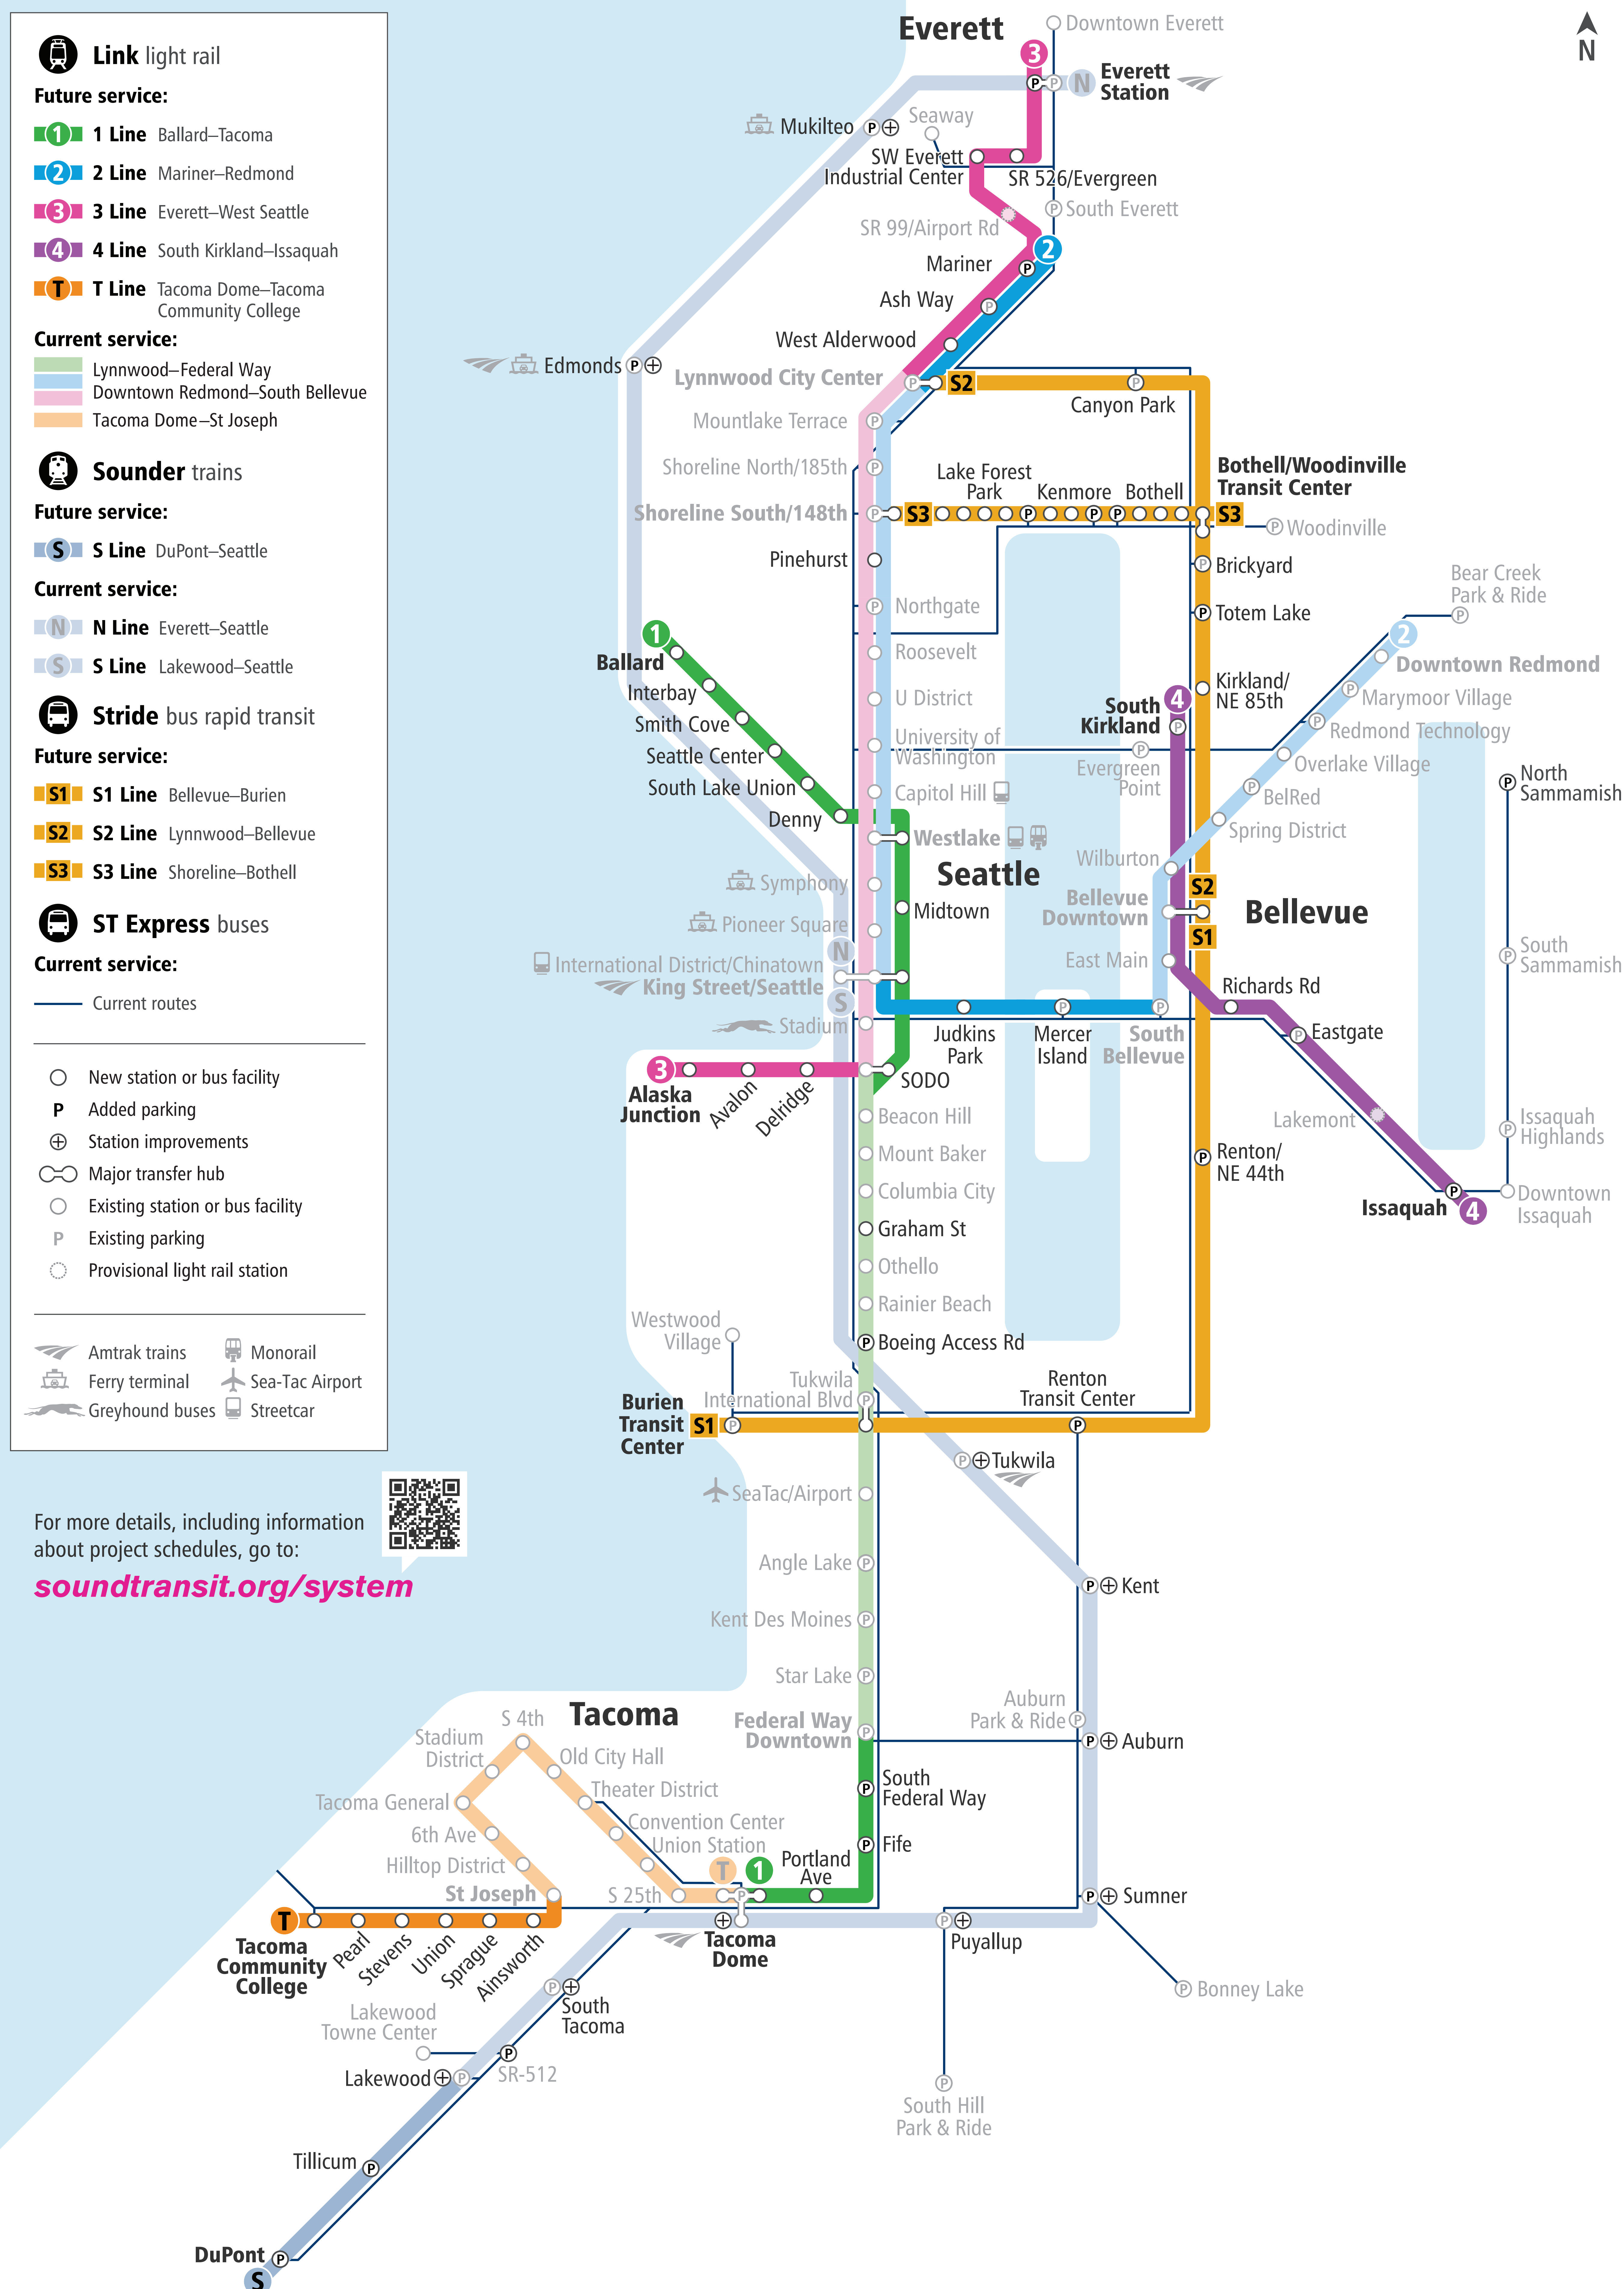 Link light rail
Future service:
1 1 Line Ballard–Tacoma
2 2 Line Mariner–Redmond
3 3 Line Everett–West Seattle
4 4 Line South Kirkland–Issaquah
T T Line Tacoma Dome–Tacoma
Community College
Current service:
Lynnwood–Federal Way
Downtown Redmond–South Bellevue
Tacoma Dome–St Joseph
Sounder trains
Future service:
S S Line DuPont–Seattle
Current service:
N N Line Everett–Seattle
S S Line Lakewood–Seattle
Stride bus rapid transit
Future service:
S1 S1 Line Bellevue–Burien
S2 S2 Line Lynnwood–Bellevue
S3 S3 Line Shoreline–Bothell
ST Express buses
Current service:
Current routes
New station or bus facility
P Added parking
Station improvements
Major transfer hub
Existing station or bus facility
P Existing parking
Provisional light rail station
Amtrak trains
Monorail
Ferry terminal
Sea-Tac Airport
Greyhound buses
Streetcar
For more details, including information
about project schedules, go to:
soundtransit.org/system
N
Everett
Downtown Everett
3
P P N
Everett
Station
Mukilteo P
Seaway
SW Everett
Industrial Center
SR 526/Evergreen
P South Everett
SR 99/Airport Rd
2
Mariner P
Ash Way P
West Alderwood
Edmonds P
Lynnwood City Center P
S2
P
Canyon Park
Mountlake Terrace P
Shoreline North/185th P
Lake Forest
Park
Kenmore
Bothell
Bothell/Woodinville
Transit Center
Shoreline South/148th P
S3
P P P
S3
P Woodinville
Pinehurst
P Brickyard
P Northgate
P Totem Lake
Bear Creek
Park & Ride
P
1
Ballard
Roosevelt
2
Downtown Redmond
Interbay
U District
4
South
Kirkland
P
Kirkland/
NE 85th
P Marymoor Village
Smith Cove
University of
Washington
P Redmond Technology
Seattle Center
P
Evergreen
Point
Overlake Village
South Lake Union
Capitol Hill
P BelRed
North
Sammamish
P
Denny
Spring District
Westlake
Wilburton
Seattle
Symphony
S2
Bellevue
Downtown
Bellevue
Midtown
Pioneer Square
S1
N
East Main
South
Sammamish
P
International District/Chinatown
King Street/Seattle
S
Richards Rd
Stadium
Judkins
Park
P
Mercer
Island
P
South
Bellevue
P Eastgate
3
Alaska
Junction
Avalon
Delridge
SODO
Beacon Hill
Lakemont
Issaquah
Highlands
P
Mount Baker
P
Renton/
NE 44th
Columbia City
Issaquah P
4
Downtown
Issaquah
Graham St
Othello
Rainier Beach
Westwood
Village
P Boeing Access Rd
Tukwila
International Blvd P
Renton
Transit Center
P
Burien
Transit
Center
S1 P
P Tukwila
SeaTac/Airport
Angle Lake P
P Kent
Kent Des Moines P
Star Lake P
Tacoma
Federal Way
Downtown
P
Auburn
Park & Ride P
P Auburn
S 4th
Stadium
District
Old City Hall
South
Federal Way
P
Theater District
Tacoma General
Convention Center
6th Ave
Union Station
P Fife
Hilltop District
T
1
Portland
Ave
St Joseph
S 25th
P
P Sumner
T
Tacoma
Community
College
Pearl
Stevens
Union
Sprague
Ainsworth
Tacoma
Dome
P
Puyallup
P
South
Tacoma
P Bonney Lake
Lakewood
Towne Center
P
SR-512
Lakewood P
P
South Hill
Park & Ride
Tillicum P
DuPont P
S